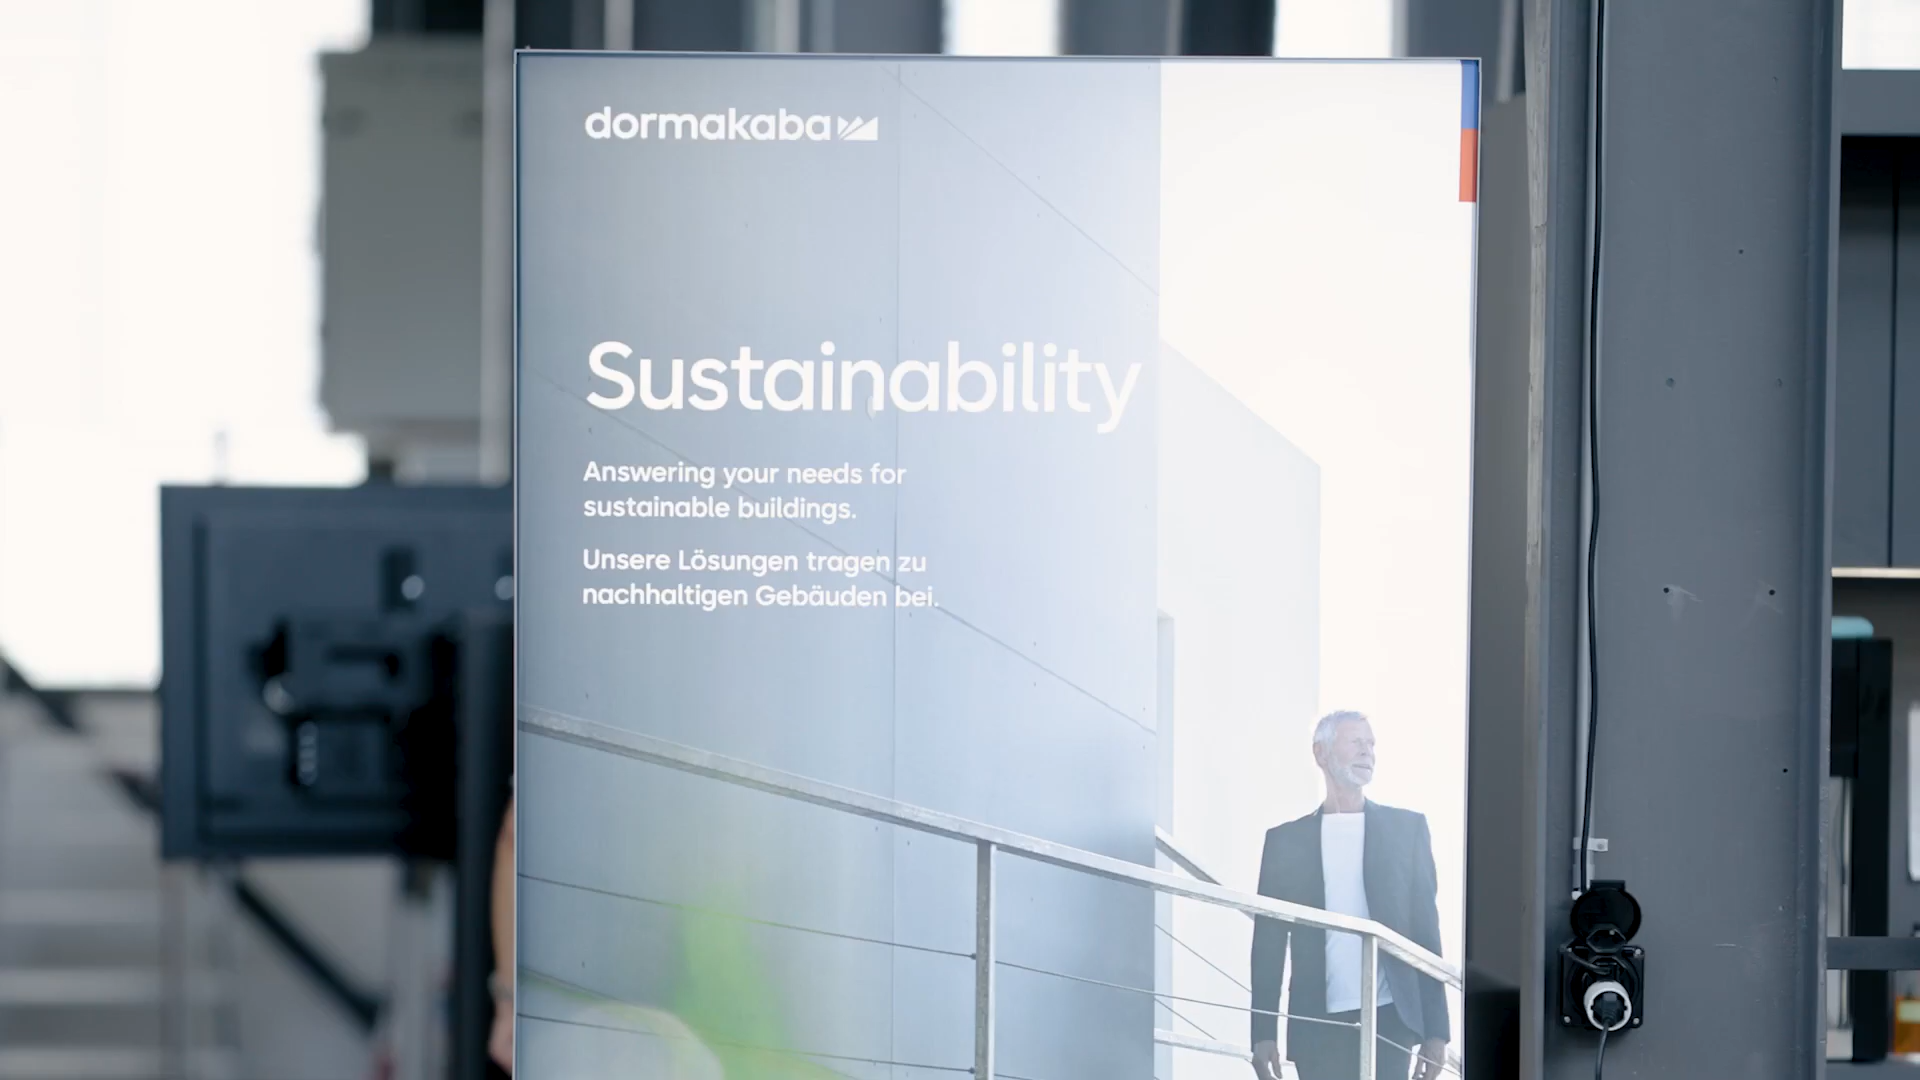 dormakaba
Sustainability
Answering your needs for
sustainable buildings.
Unsere Lösungen tragen zu
nachhaltigen Gebäuden bei.